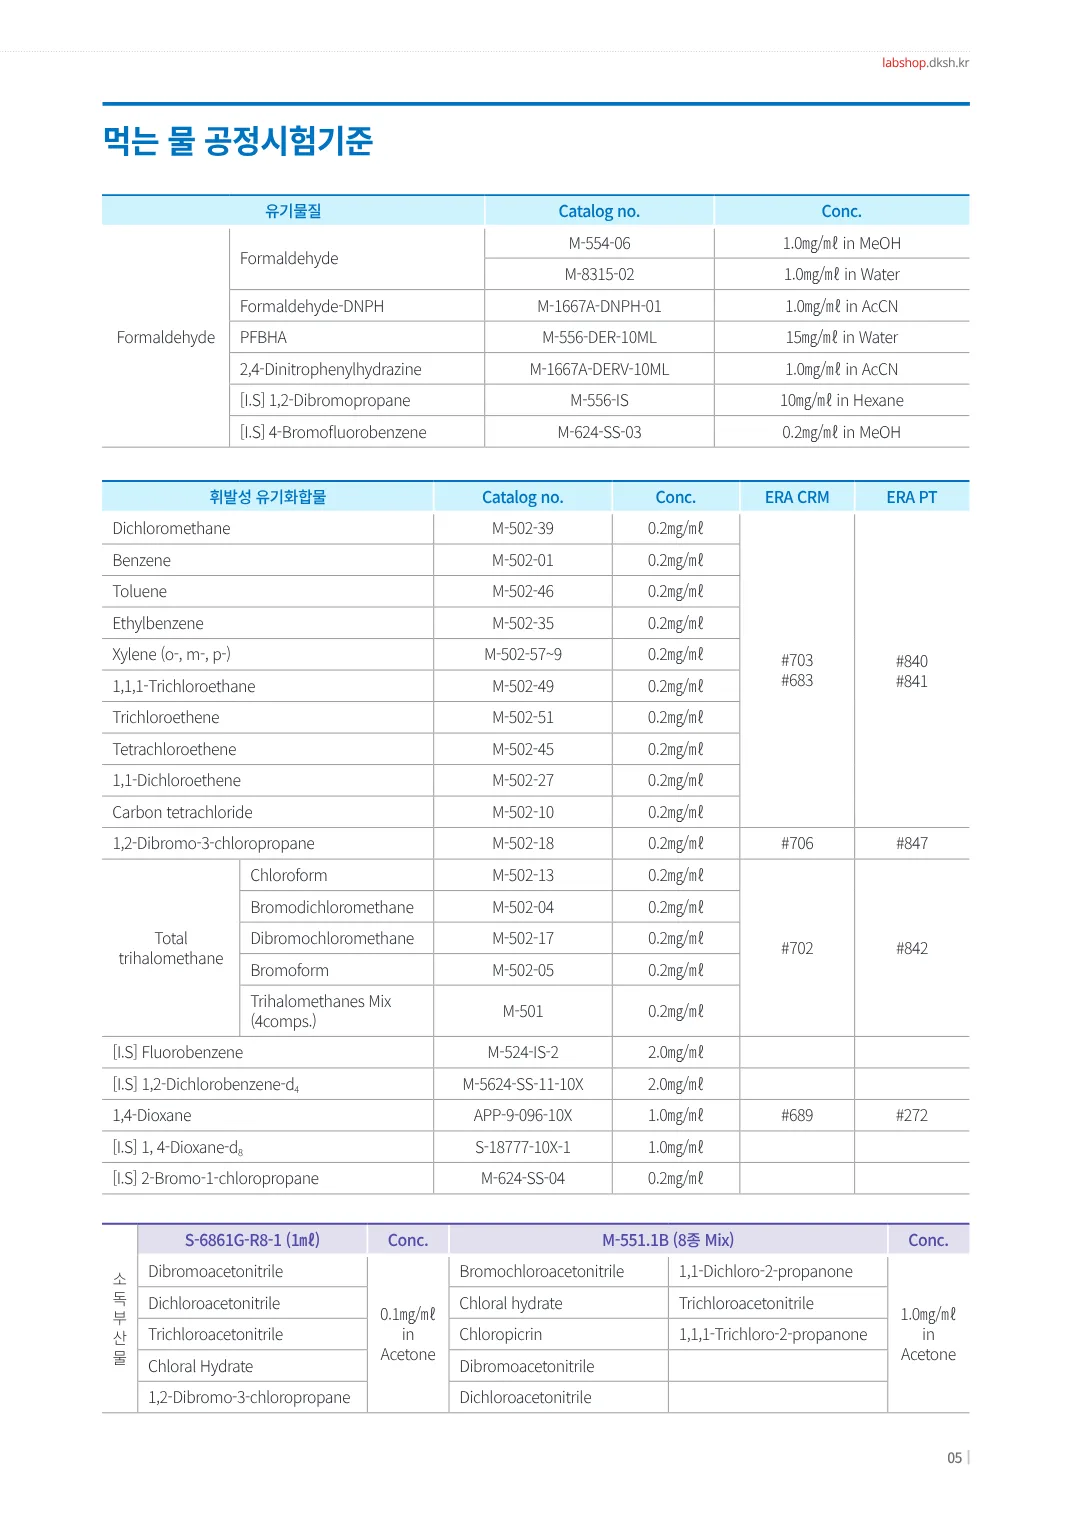 labshop.dksh.kr
먹는 물 공정시험기준
유기물질 Catalog no. Conc.
Formaldehyde
Formaldehyde
M-554-06 1.0㎎/㎖ in MeOH
M-8315-02 1.0㎎/㎖ in Water
Formaldehyde-DNPH M-1667A-DNPH-01 1.0㎎/㎖ in AcCN
PFBHA M-556-DER-10ML 15㎎/㎖ in Water
2,4-Dinitrophenylhydrazine M-1667A-DERV-10ML 1.0㎎/㎖ in AcCN
[I.S] 1,2-Dibromopropane M-556-IS 10㎎/㎖ in Hexane
[I.S] 4-Bromofluorobenzene M-624-SS-03 0.2㎎/㎖ in MeOH
휘발성 유기화합물 Catalog no. Conc. ERA CRM ERA PT
Dichloromethane M-502-39 0.2㎎/㎖
Benzene M-502-01 0.2㎎/㎖
Toluene M-502-46 0.2㎎/㎖
Ethylbenzene M-502-35 0.2㎎/㎖
Xylene (o-, m-, p-) M-502-57~9 0.2㎎/㎖
#703 #840
#683 #841
1,1,1-Trichloroethane M-502-49 0.2㎎/㎖
Trichloroethene M-502-51 0.2㎎/㎖
Tetrachloroethene M-502-45 0.2㎎/㎖
1,1-Dichloroethene M-502-27 0.2㎎/㎖
Carbon tetrachloride M-502-10 0.2㎎/㎖
1,2-Dibromo-3-chloropropane M-502-18 0.2㎎/㎖ #706 #847
Total
trihalomethane
Chloroform M-502-13 0.2㎎/㎖
Bromodichloromethane M-502-04 0.2㎎/㎖
Dibromochloromethane M-502-17 0.2㎎/㎖
#702 #842
Bromoform M-502-05 0.2㎎/㎖
Trihalomethanes Mix
(4comps.)
M-501 0.2㎎/㎖
[I.S] Fluorobenzene M-524-IS-2 2.0㎎/㎖
[I.S] 1,2-Dichlorobenzene-d₄ M-5624-SS-11-10X 2.0㎎/㎖
1,4-Dioxane APP-9-096-10X 1.0㎎/㎖ #689 #272
[I.S] 1, 4-Dioxane-d₈ S-18777-10X-1 1.0㎎/㎖
[I.S] 2-Bromo-1-chloropropane M-624-SS-04 0.2㎎/㎖
소독부산물
S-6861G-R8-1 (1㎖) Conc. M-551.1B (8종 Mix) Conc.
Dibromoacetonitrile Bromochloroacetonitrile 1,1-Dichloro-2-propanone
Dichloroacetonitrile Chloral hydrate Trichloroacetonitrile
0.1㎎/㎖ 1.0㎎/㎖
in in
Acetone Acetone
Trichloroacetonitrile Chloropicrin 1,1,1-Trichloro-2-propanone
Chloral Hydrate Dibromoacetonitrile
1,2-Dibromo-3-chloropropane Dichloroacetonitrile
05